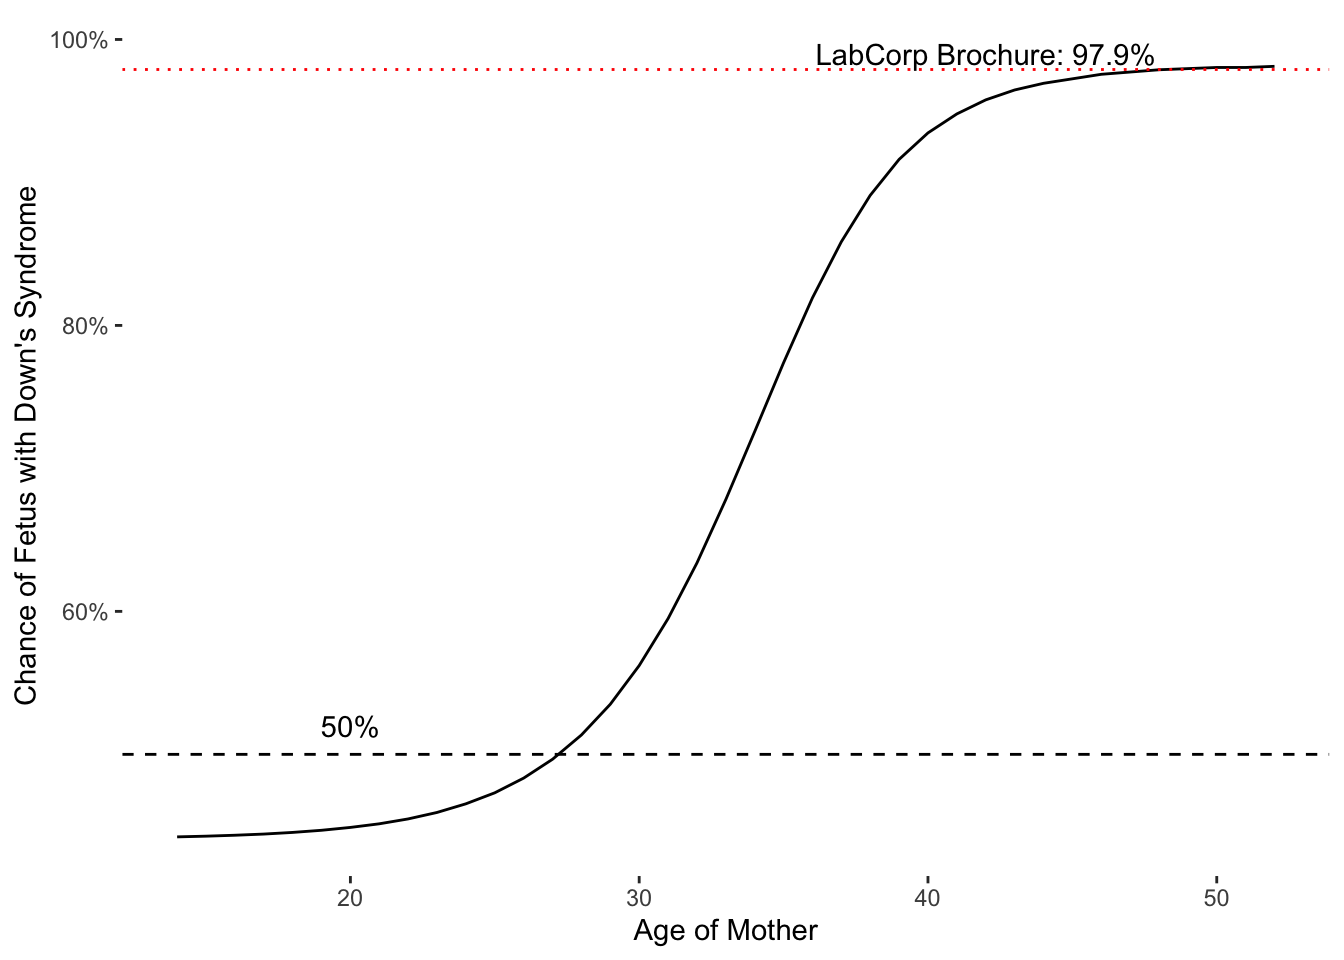 100%
LabCorp Brochure: 97.9%
80%
60%
50%
Chance of Fetus with Down's Syndrome
20
30
40
50
Age of Mother